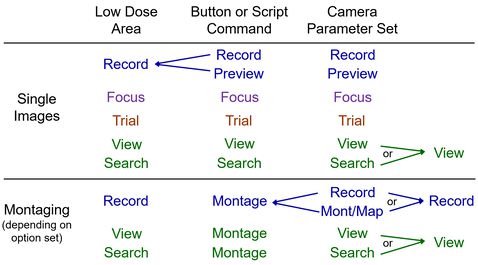 Low Dose Area
Button or Script Command
Camera Parameter Set
Single Images
Record
Record
Preview
Record
Preview
Focus
Focus
Focus
Trial
Trial
Trial
View
Search
View
Search
View
Search
or
View
Montaging
(depending on option set)
Record
Montage
Record
Mont/Map
or
Record
View
Search
Montage
Montage
View
Search
or
View